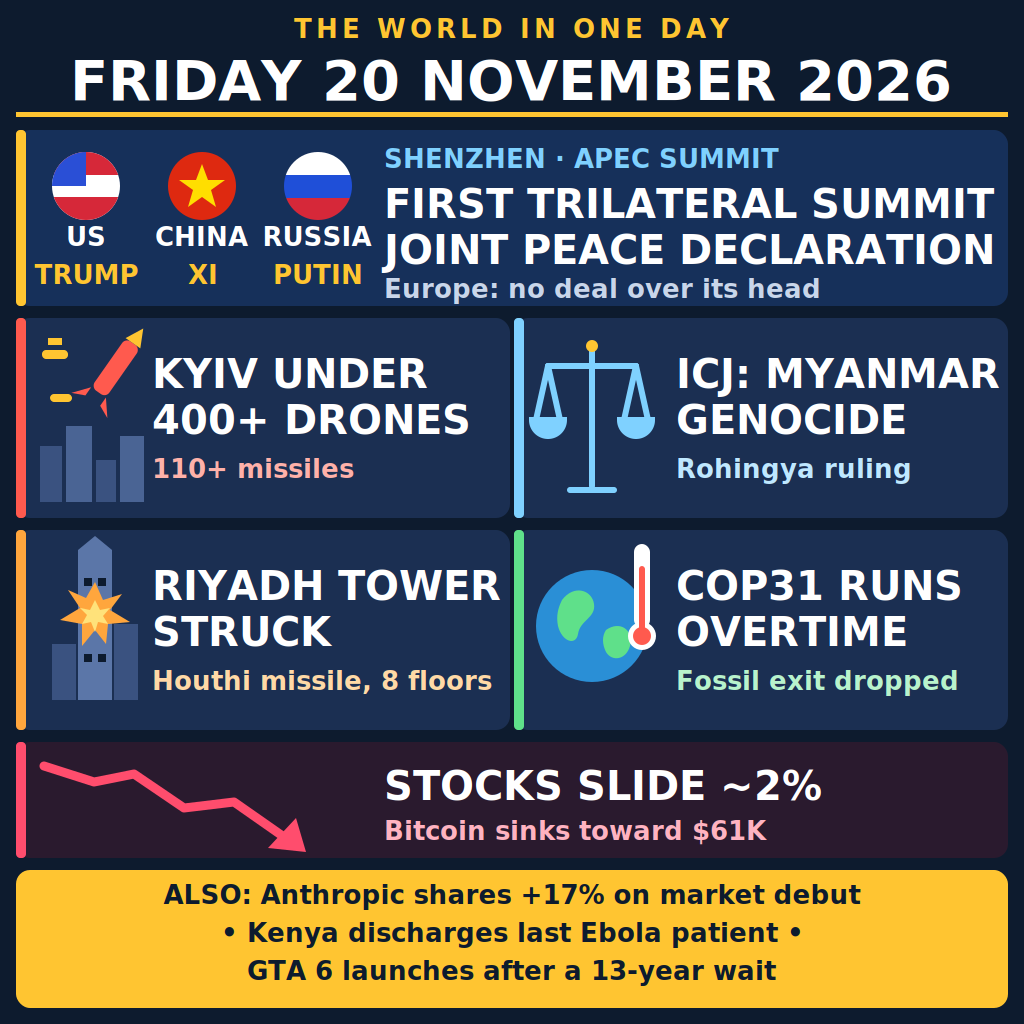 THE WORLD IN ONE DAY
FRIDAY 20 NOVEMBER 2026
US
CHINA
RUSSIA
TRUMP
XI
PUTIN
SHENZHEN · APEC SUMMIT
FIRST TRILATERAL SUMMIT
JOINT PEACE DECLARATION
Europe: no deal over its head
KYIV UNDER
400+ DRONES
110+ missiles
ICJ: MYANMAR
GENOCIDE
Rohingya ruling
RIYADH TOWER
STRUCK
Houthi missile, 8 floors
COP31 RUNS
OVERTIME
Fossil exit dropped
STOCKS SLIDE ~2%
Bitcoin sinks toward $61K
ALSO: Anthropic shares +17% on market debut
• Kenya discharges last Ebola patient •
GTA 6 launches after a 13-year wait